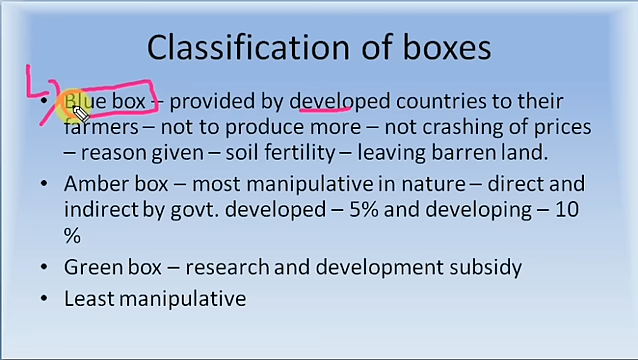 Classification of boxes
• Blue box – provided by developed countries to their
farmers – not to produce more – not crashing of prices
– reason given – soil fertility – leaving barren land.
• Amber box – most manipulative in nature – direct and
indirect by govt. developed – 5% and developing – 10
%
• Green box – research and development subsidy
• Least manipulative